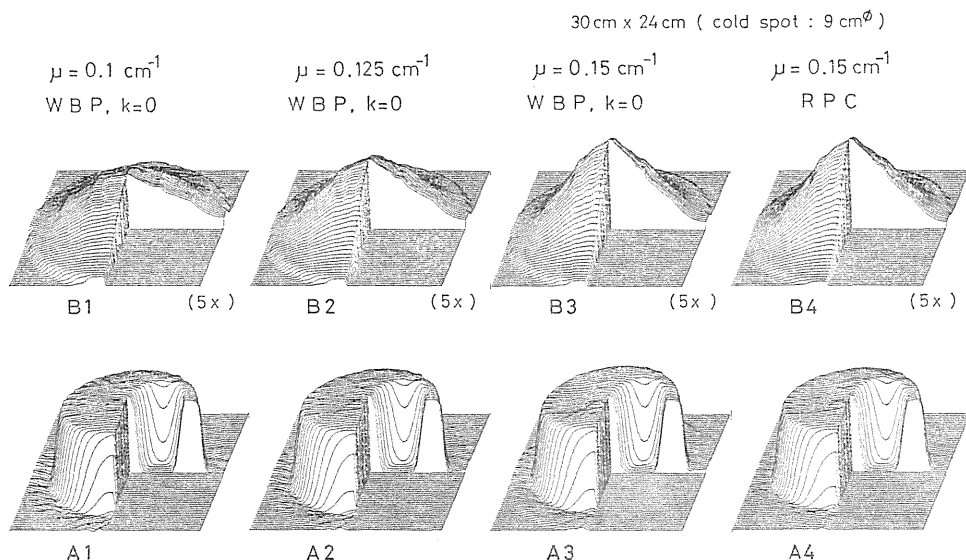 30 cm x 24 cm ( cold spot : 9 cm^ø )
μ = 0.1 cm⁻¹ μ = 0.125 cm⁻¹ μ = 0.15 cm⁻¹ μ = 0.15 cm⁻¹
WBP, k=0 WBP, k=0 WBP, k=0 RPC
B1 (5x) B2 (5x) B3 (5x) B4 (5x)
A1 A2 A3 A4